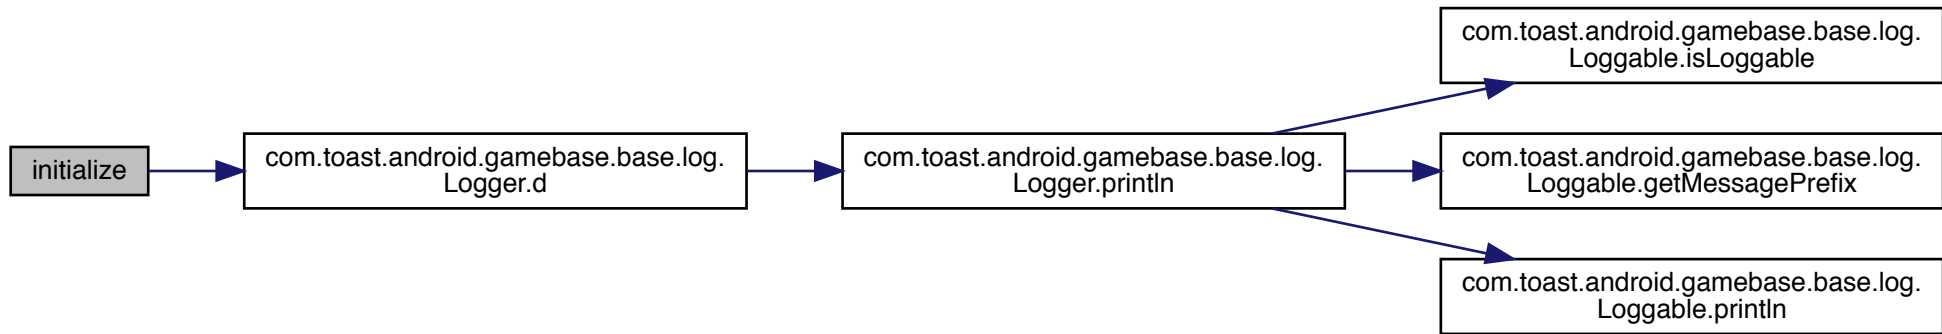 initialize
com.toast.android.gamebase.base.log.
Logger.d
com.toast.android.gamebase.base.log.
Logger.println
com.toast.android.gamebase.base.log.
Loggable.isLoggable
com.toast.android.gamebase.base.log.
Loggable.getMessagePrefix
com.toast.android.gamebase.base.log.
Loggable.println